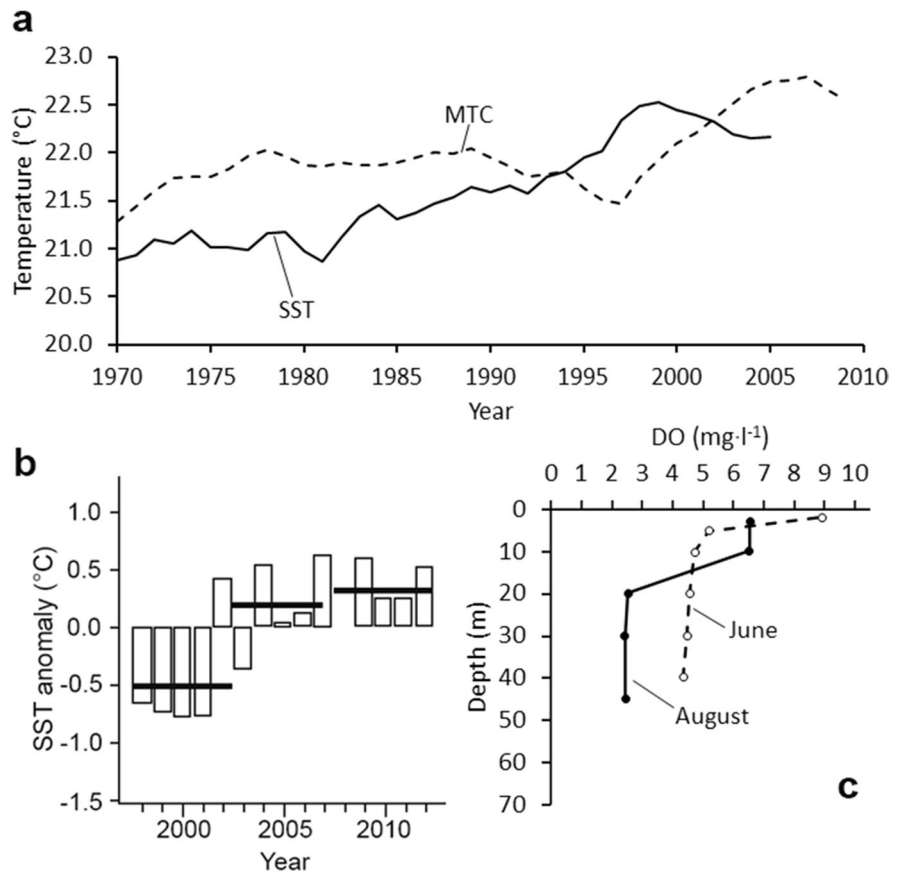 a
23.0
22.5
22.0
21.5
21.0
20.5
20.0
Temperature (°C)
MTC
SST
1970 1975 1980 1985 1990 1995 2000 2005 2010
Year
b
1.0
0.5
0.0
-0.5
-1.0
-1.5
SST anomaly (°C)
2000 2005 2010
Year
DO (mg·l-1)
0 1 2 3 4 5 6 7 8 9 10
0
10
20
30
40
50
60
70
Depth (m)
June
August
c